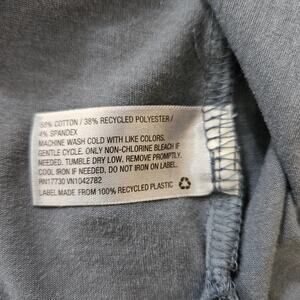 58% COTTON / 38% RECYCLED POLYESTER /
4% SPANDEX
MACHINE WASH COLD WITH LIKE COLORS.
GENTLE CYCLE. ONLY NON-CHLORINE BLEACH IF
NEEDED. TUMBLE DRY LOW. REMOVE PROMPTLY.
COOL IRON IF NEEDED. DO NOT IRON ON LABEL.
RN17730 VN1042782
LABEL MADE FROM 100% RECYCLED PLASTIC